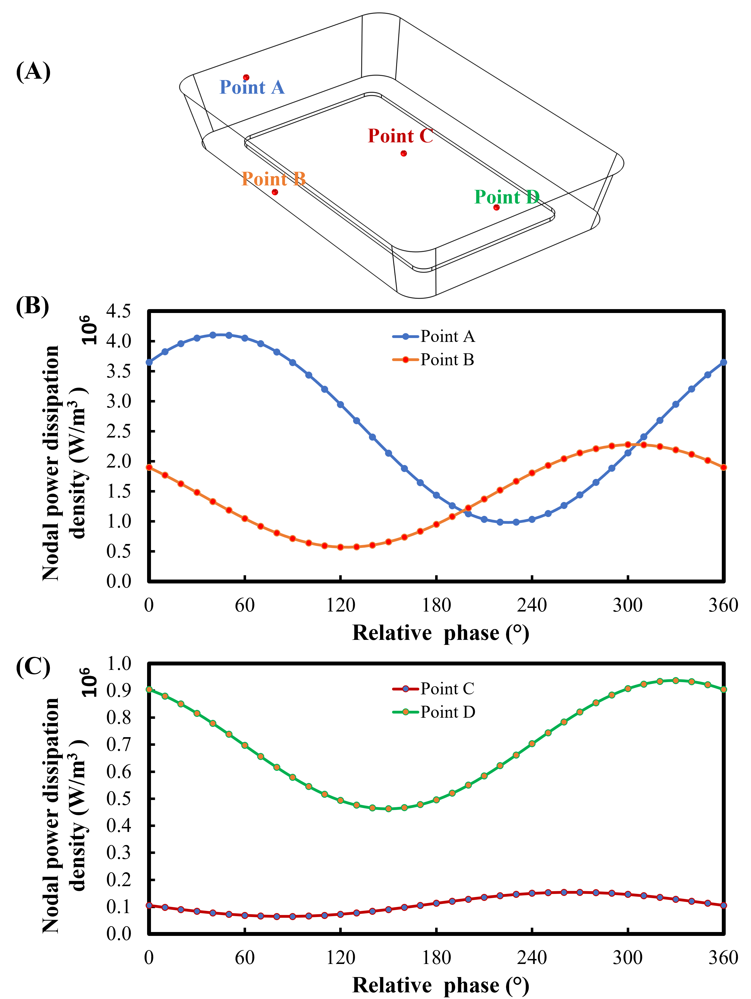 (A)
Point A
Point C
Point B
Point D
(B)
Nodal power dissipation
density (W/m³ )
10⁶
4.5
4.0
3.5
3.0
2.5
2.0
1.5
1.0
0.5
0.0
Point A
Point B
0 60 120 180 240 300 360
Relative phase (°)
(C)
Nodal power dissipation
density (W/m³ )
10⁶
1.0
0.9
0.8
0.7
0.6
0.5
0.4
0.3
0.2
0.1
0.0
Point C
Point D
0 60 120 180 240 300 360
Relative phase (°)